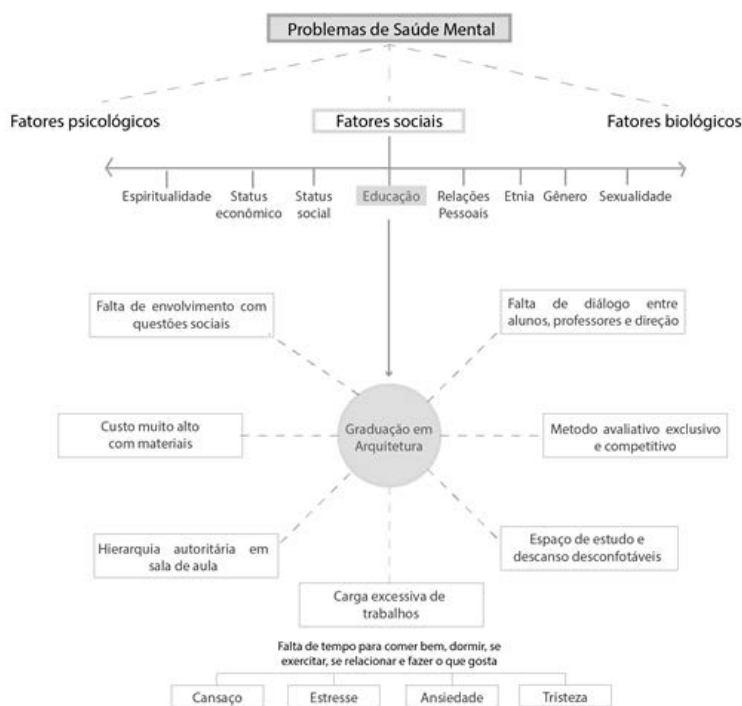 Problemas de Saúde Mental
Fatores psicológicos
Fatores sociais
Fatores biológicos
Espiritualidade
Status
econômico
Status
social
Educação
Relações
Pessoais
Etnia
Gênero
Sexualidade
Falta de envolvimento com
questões sociais
Falta de diálogo entre
alunos, professores e direção
Custo muito alto
com materiais
Graduação em
Arquitetura
Metodo avaliativo exclusivo
e competitivo
Hierarquia autoritária em
sala de aula
Espaço de estudo e
descanso desconfotáveis
Carga excessiva de
trabalhos
Falta de tempo para comer bem, dormir, se
exercitar, se relacionar e fazer o que gosta
Cansaço
Estresse
Ansiedade
Tristeza